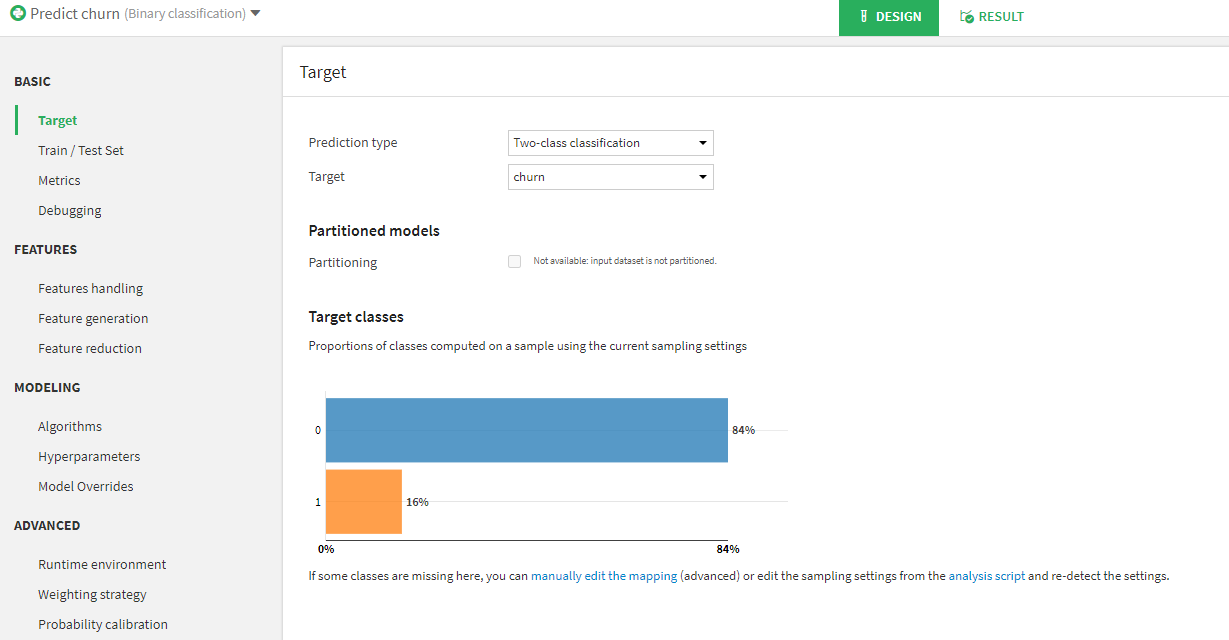 Predict churn (Binary classification)
DESIGN
RESULT
BASIC
Target
Train / Test Set
Metrics
Debugging
FEATURES
Features handling
Feature generation
Feature reduction
MODELING
Algorithms
Hyperparameters
Model Overrides
ADVANCED
Runtime environment
Weighting strategy
Probability calibration
Target
Prediction type
Two-class classification
Target
churn
Partitioned models
Partitioning
Not available: input dataset is not partitioned.
Target classes
Proportions of classes computed on a sample using the current sampling settings
0
84%
1
16%
0%
84%
If some classes are missing here, you can manually edit the mapping (advanced) or edit the sampling settings from the analysis script and re-detect the settings.